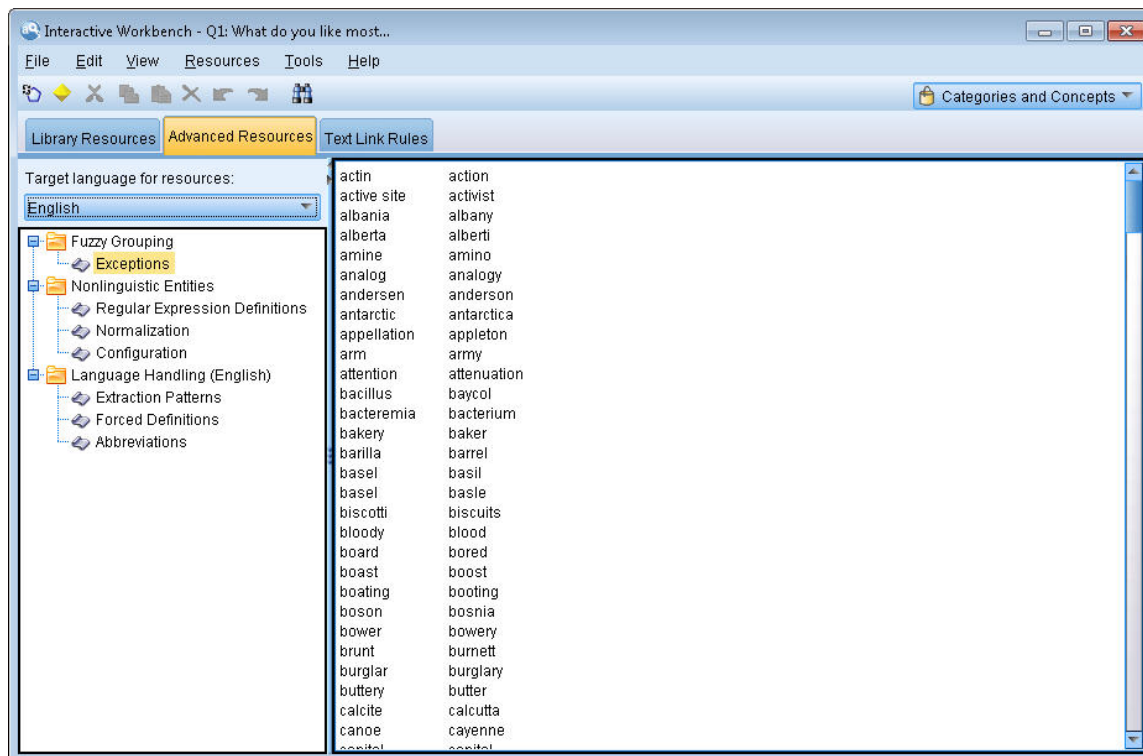 Interactive Workbench - Q1: What do you like most...
File Edit View Resources Tools Help
Categories and Concepts
Library Resources Advanced Resources Text Link Rules
Target language for resources:
English
Fuzzy Grouping
Exceptions
Nonlinguistic Entities
Regular Expression Definitions
Normalization
Configuration
Language Handling (English)
Extraction Patterns
Forced Definitions
Abbreviations
actin action
active site activist
albania albany
alberta alberti
amine amino
analog analogy
andersen anderson
antarctic antarctica
appellation appleton
arm army
attention attenuation
bacillus baycol
bacteremia bacterium
bakery baker
barilla barrel
basel basil
basel basle
biscotti biscuits
bloody blood
board bored
boast boost
boating booting
boson bosnia
bower bowery
brunt burnett
burglar burglary
buttery butter
calcite calcutta
canoe cayenne